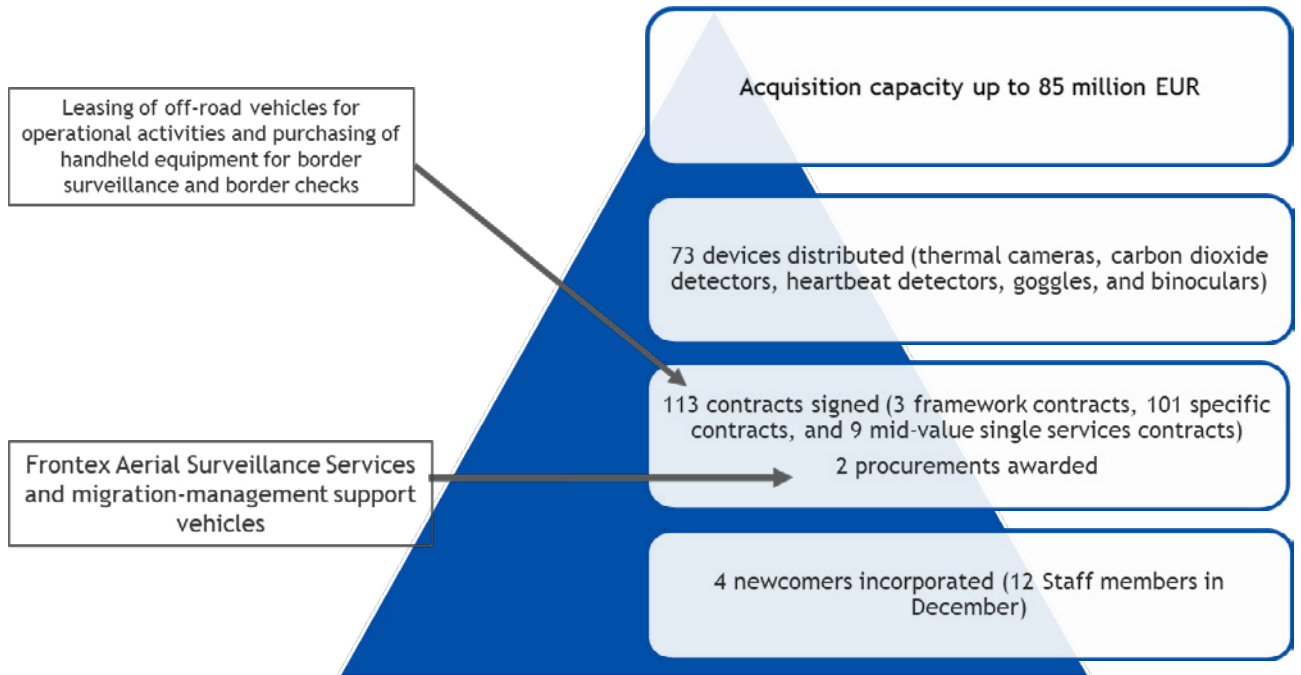 Acquisition capacity up to 85 million EUR
Leasing of off-road vehicles for
operational activities and purchasing of
handheld equipment for border
surveillance and border checks
73 devices distributed (thermal cameras, carbon dioxide
detectors, heartbeat detectors, goggles, and binoculars)
113 contracts signed (3 framework contracts, 101 specific
contracts, and 9 mid-value single services contracts)
2 procurements awarded
Frontex Aerial Surveillance Services
and migration-management support
vehicles
4 newcomers incorporated (12 Staff members in
December)